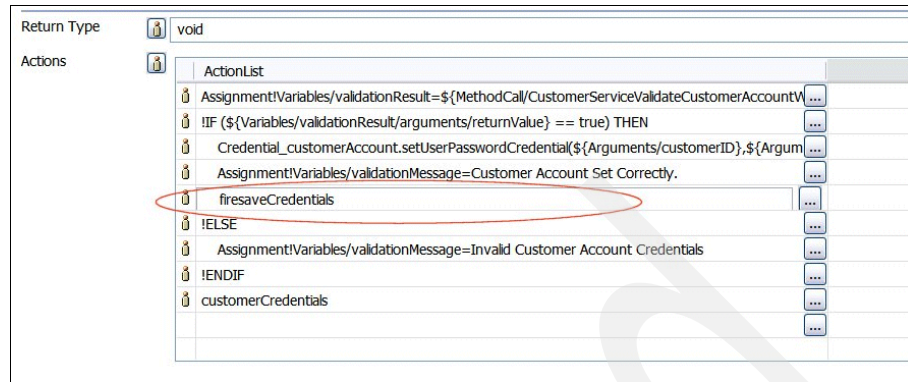 Return Type
void
Actions
ActionList
Assignment!Variables/validationResult=${MethodCall/CustomerServiceValidateCustomerAccountW
...
!IF (${Variables/validationResult/arguments/returnValue} == true) THEN
...
Credential_customerAccount.setUserPasswordCredential(${Arguments/customerID},${Argum
...
Assignment!Variables/validationMessage=Customer Account Set Correctly.
...
firesaveCredentials
...
!ELSE
...
Assignment!Variables/validationMessage=Invalid Customer Account Credentials
...
!ENDIF
...
customerCredentials
...
...